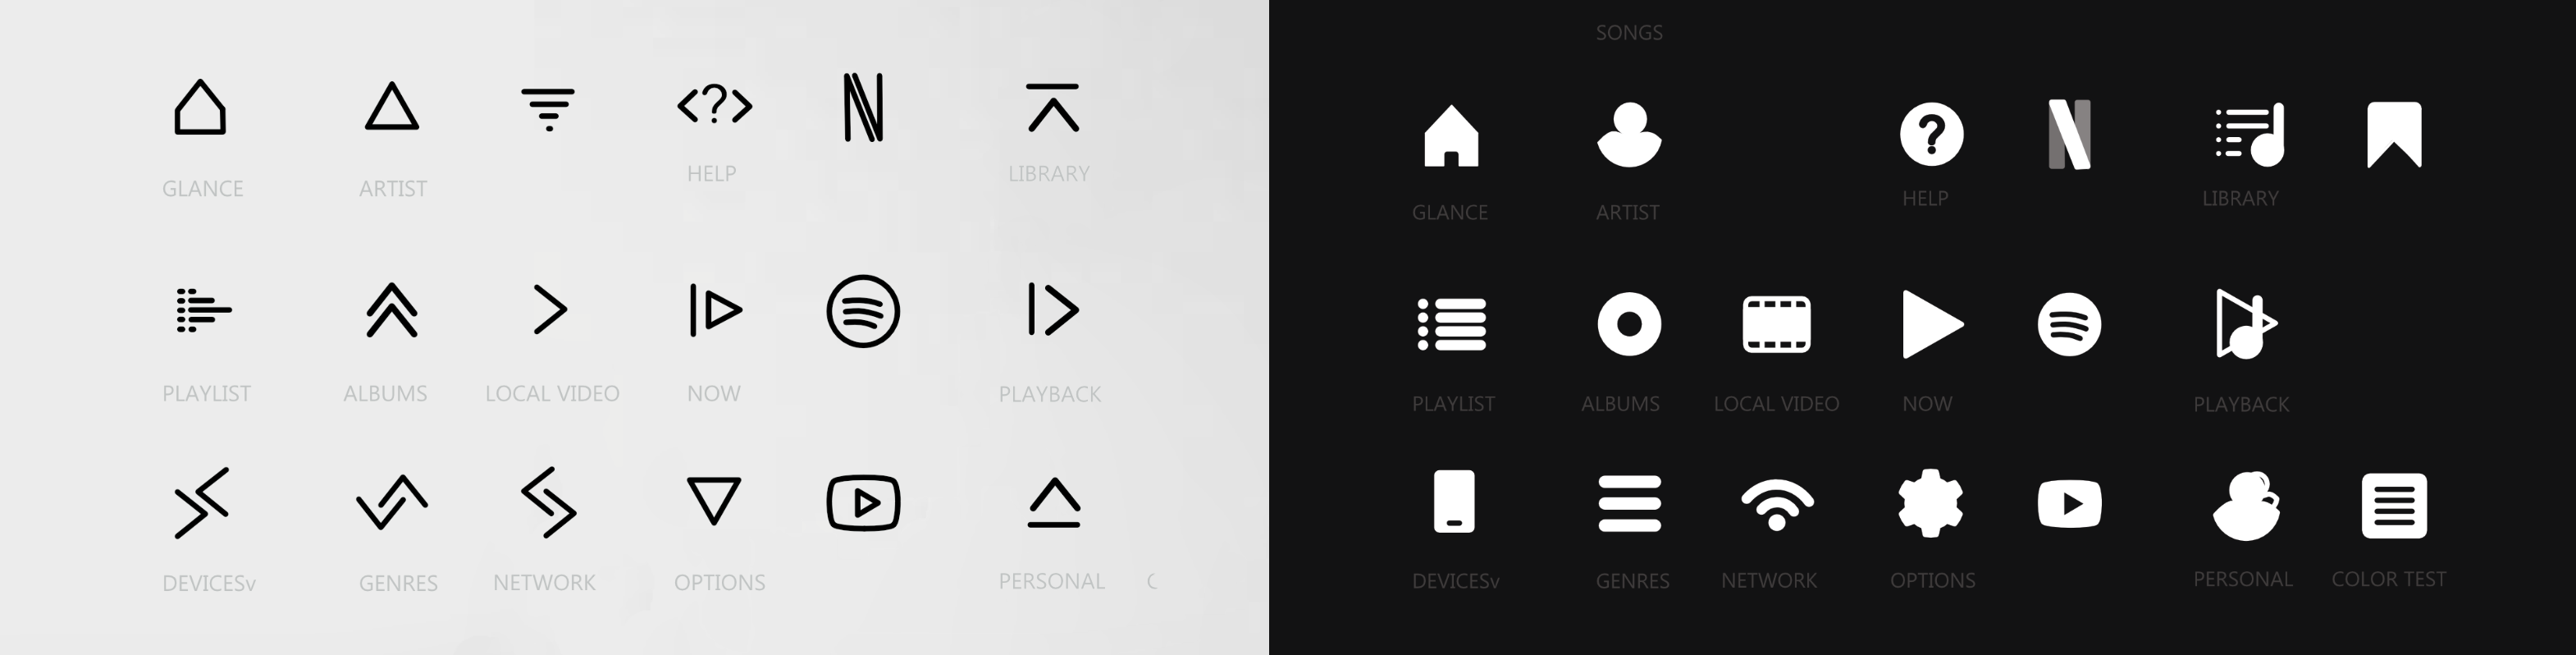 GLANCE ARTIST HELP LIBRARY
PLAYLIST ALBUMS LOCAL VIDEO NOW PLAYBACK
DEVICESv GENRES NETWORK OPTIONS PERSONAL C
SONGS
GLANCE ARTIST HELP LIBRARY
PLAYLIST ALBUMS LOCAL VIDEO NOW PLAYBACK
DEVICESv GENRES NETWORK OPTIONS PERSONAL COLOR TEST